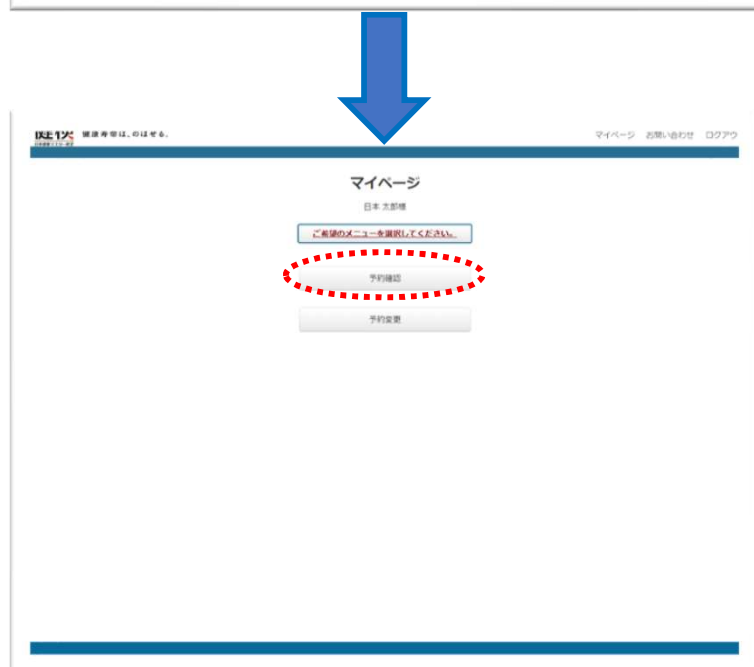 健康寿命は、のばせる。
マイページ お問い合わせ ログアウ
マイページ
日本 太郎様
ご希望のメニューを選択してください。
予約確認
予約変更